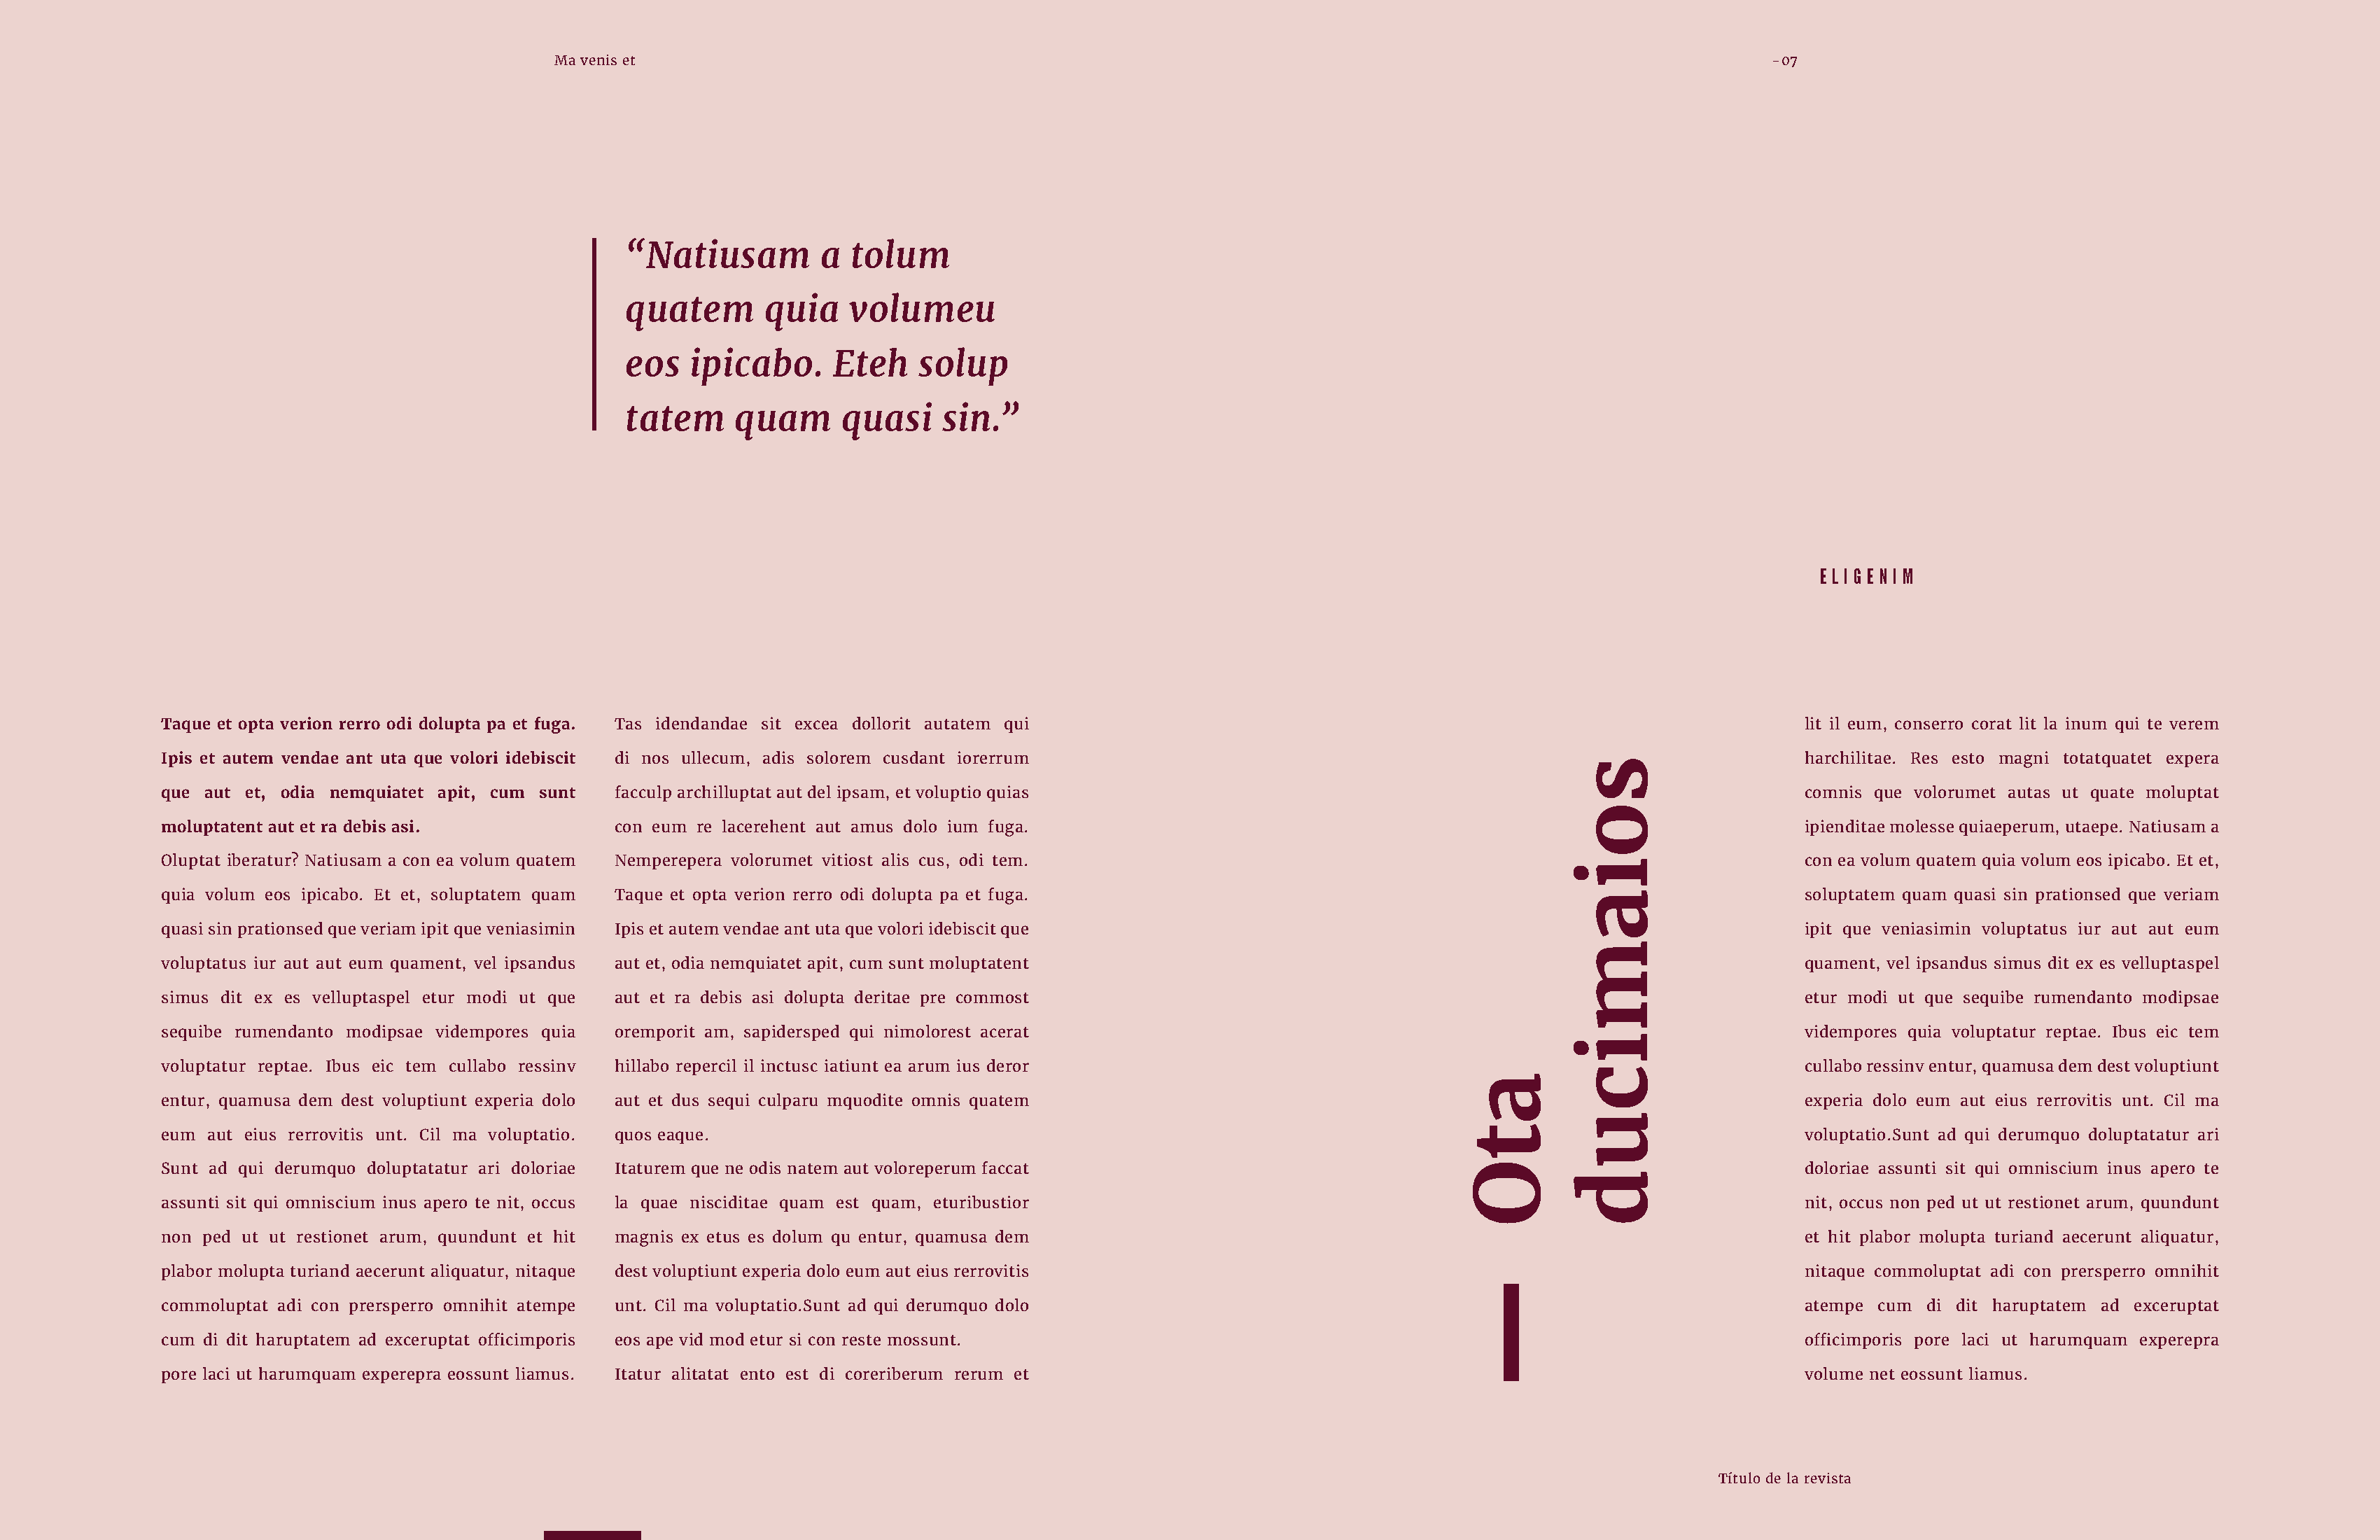 Ma venis et
“Natiusam a tolum
quatem quia volumeu
eos ipicabo. Eteh solup
tatem quam quasi sin.”
Taque et opta verion rerro odi dolupta pa et fuga.
Ipis et autem vendae ant uta que volori idebiscit
que aut et, odia nemquiatet apit, cum sunt
moluptatent aut et ra debis asi.
Oluptat iberatur? Natiusam a con ea volum quatem
quia volum eos ipicabo. Et et, soluptatem quam
quasi sin prationsed que veriam ipit que veniasimin
voluptatus iur aut aut eum quament, vel ipsandus
simus dit ex es velluptaspel etur modi ut que
sequibe rumendanto modipsae vidempores quia
voluptatur reptae. Ibus eic tem cullabo ressinv
entur, quamusa dem dest voluptiunt experia dolo
eum aut eius rerrovitis unt. Cil ma voluptatio.
Sunt ad qui derumquo doluptatatur ari doloriae
assunti sit qui omniscium inus apero te nit, occus
non ped ut ut restionet arum, quundunt et hit
plabor molupta turiand aecerunt aliquatur, nitaque
commoluptat adi con prersperro omnihit atempe
cum di dit haruptatem ad exceruptat officimporis
pore laci ut harumquam experepra eossunt liamus.
Tas idendandae sit excea dollorit autatem qui
di nos ullecum, adis solorem cusdant iorerrum
facculp archilluptat aut del ipsam, et voluptio quias
con eum re lacerehent aut amus dolo ium fuga.
Nemperepera volorumet vitiost alis cus, odi tem.
Taque et opta verion rerro odi dolupta pa et fuga.
Ipis et autem vendae ant uta que volori idebiscit que
aut et, odia nemquiatet apit, cum sunt moluptatent
aut et ra debis asi dolupta deritae pre commost
oremporit am, sapidersped qui nimolorest acerat
hillabo repercil il inctusc iatiunt ea arum ius deror
aut et dus sequi culparu mquodite omnis quatem
quos eaque.
Itaturem que ne odis natem aut voloreperum faccat
la quae nisciditae quam est quam, eturibustior
magnis ex etus es dolum qu entur, quamusa dem
dest voluptiunt experia dolo eum aut eius rerrovitis
unt. Cil ma voluptatio.Sunt ad qui derumquo dolo
eos ape vid mod etur si con reste mossunt.
Itatur alitatat ento est di coreriberum rerum et
-07
Ota
ducimaios
ELIGENIM
lit il eum, conserro corat lit la inum qui te verem
harchilitae. Res esto magni totatquatet expera
comnis que volorumet autas ut quate moluptat
ipienditae molesse quiaeperum, utaepe. Natiusam a
con ea volum quatem quia volum eos ipicabo. Et et,
soluptatem quam quasi sin prationsed que veriam
ipit que veniasimin voluptatus iur aut aut eum
quament, vel ipsandus simus dit ex es velluptaspel
etur modi ut que sequibe rumendanto modipsae
vidempores quia voluptatur reptae. Ibus eic tem
cullabo ressinv entur, quamusa dem dest voluptiunt
experia dolo eum aut eius rerrovitis unt. Cil ma
voluptatio.Sunt ad qui derumquo doluptatatur ari
doloriae assunti sit qui omniscium inus apero te
nit, occus non ped ut ut restionet arum, quundunt
et hit plabor molupta turiand aecerunt aliquatur,
nitaque commoluptat adi con prersperro omnihit
atempe cum di dit haruptatem ad exceruptat
officimporis pore laci ut harumquam experepra
volume net eossunt liamus.
Título de la revista